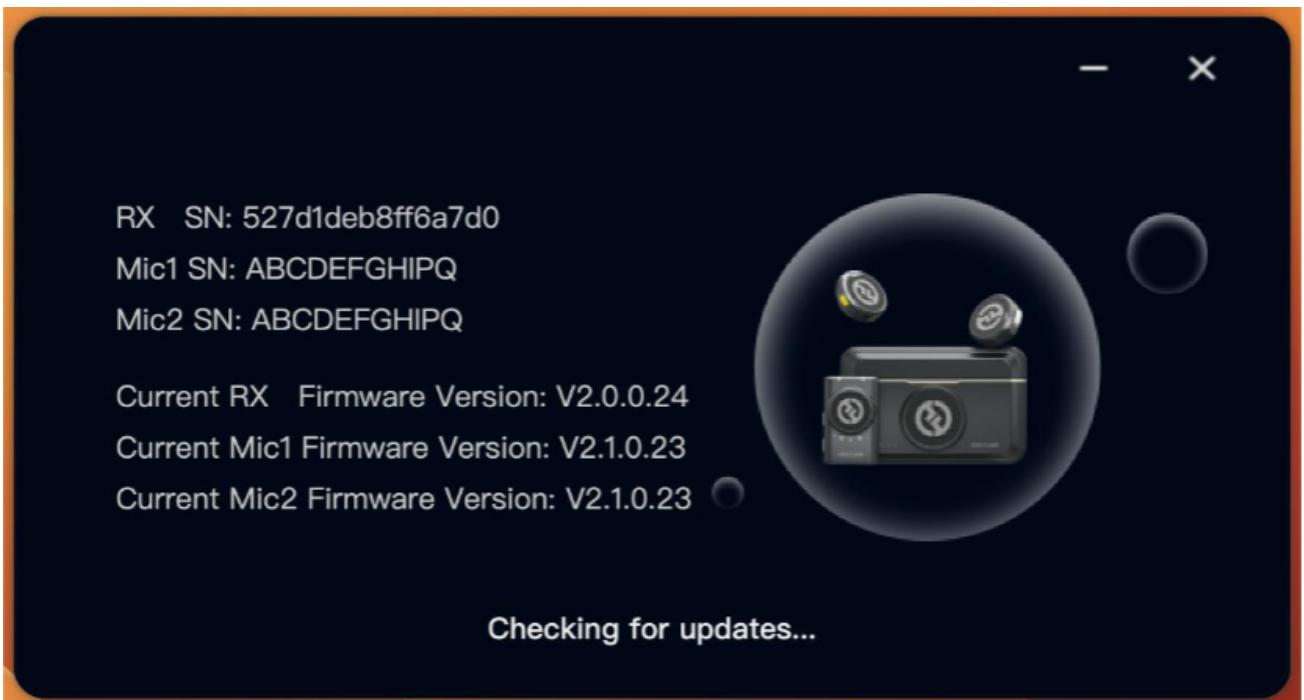 RX SN: 527d1deb8ff6a7d0
Mic1 SN: ABCDEFGHIPQ
Mic2 SN: ABCDEFGHIPQ
Current RX Firmware Version: V2.0.0.24
Current Mic1 Firmware Version: V2.1.0.23
Current Mic2 Firmware Version: V2.1.0.23
Checking for updates...